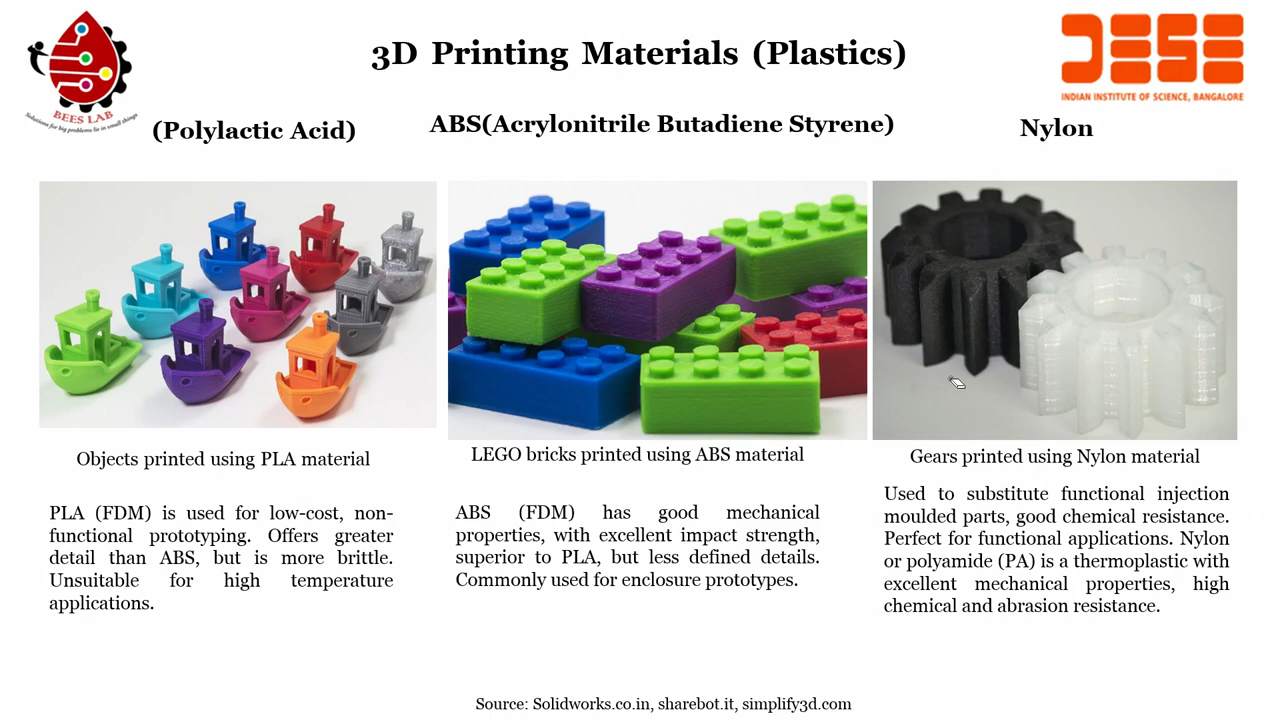 3D Printing Materials (Plastics)
BEES LAB
Solutions for big problems lie in small things
INDIAN INSTITUTE OF SCIENCE, BANGALORE
(Polylactic Acid)
ABS(Acrylonitrile Butadiene Styrene)
Nylon
Objects printed using PLA material
PLA (FDM) is used for low-cost, non-
functional prototyping. Offers greater
detail than ABS, but is more brittle.
Unsuitable for high temperature
applications.
LEGO bricks printed using ABS material
ABS (FDM) has good mechanical
properties, with excellent impact strength,
superior to PLA, but less defined details.
Commonly used for enclosure prototypes.
Gears printed using Nylon material
Used to substitute functional injection
moulded parts, good chemical resistance.
Perfect for functional applications. Nylon
or polyamide (PA) is a thermoplastic with
excellent mechanical properties, high
chemical and abrasion resistance.
Source: Solidworks.co.in, sharebot.it, simplify3d.com